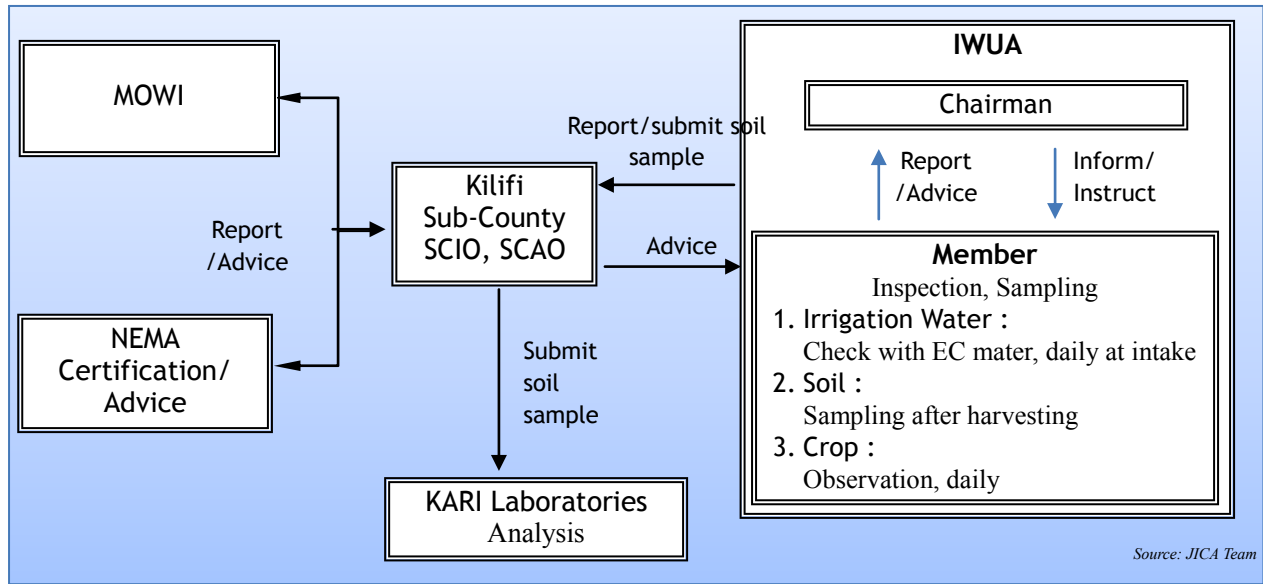 MOWI
NEMA
Certification/
Advice
Report
/Advice
Kilifi
Sub-County
SCIO, SCAO
Report/submit soil
sample
Advice
Submit
soil
sample
KARI Laboratories
Analysis
IWUA
Chairman
Report
/Advice
Inform/
Instruct
Member
Inspection, Sampling
1. Irrigation Water :
Check with EC mater, daily at intake
2. Soil :
Sampling after harvesting
3. Crop :
Observation, daily
Source: JICA Team